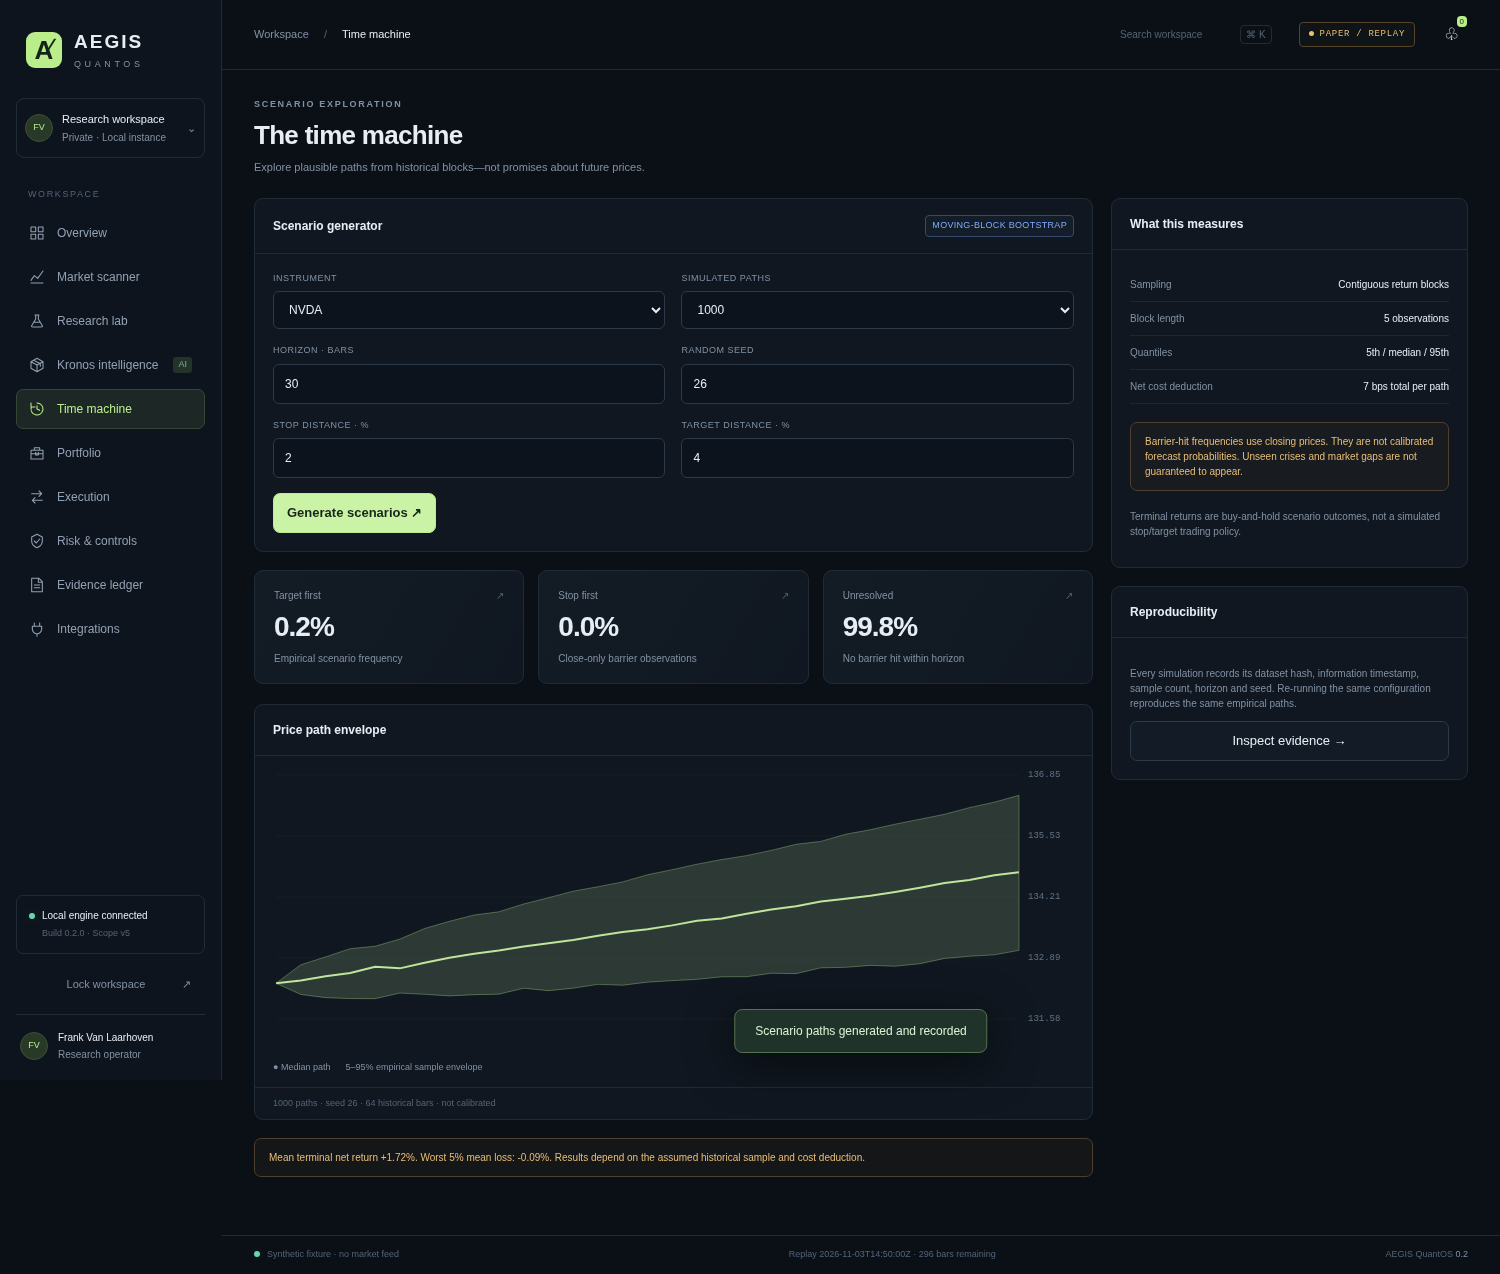 AEGIS
QUANTOS
FV
Research workspace
Private · Local instance
WORKSPACE
Overview
Market scanner
Research lab
Kronos intelligence AI
Time machine
Portfolio
Execution
Risk & controls
Evidence ledger
Integrations
Local engine connected
Build 0.2.0 · Scope v5
Lock workspace ↗
FV
Frank Van Laarhoven
Research operator
Workspace / Time machine
Search workspace ⌘ K
PAPER / REPLAY
0
SCENARIO EXPLORATION
The time machine
Explore plausible paths from historical blocks—not promises about future prices.
Scenario generator
MOVING-BLOCK BOOTSTRAP
INSTRUMENT
NVDA
SIMULATED PATHS
1000
HORIZON · BARS
30
RANDOM SEED
26
STOP DISTANCE · %
2
TARGET DISTANCE · %
4
Generate scenarios ↗
Target first ↗
0.2%
Empirical scenario frequency
Stop first ↗
0.0%
Close-only barrier observations
Unresolved ↗
99.8%
No barrier hit within horizon
Price path envelope
136.85
135.53
134.21
132.89
131.58
Scenario paths generated and recorded
● Median path 5–95% empirical sample envelope
1000 paths · seed 26 · 64 historical bars · not calibrated
Mean terminal net return +1.72%. Worst 5% mean loss: -0.09%. Results depend on the assumed historical sample and cost deduction.
What this measures
Sampling Contiguous return blocks
Block length 5 observations
Quantiles 5th / median / 95th
Net cost deduction 7 bps total per path
Barrier-hit frequencies use closing prices. They are not calibrated
forecast probabilities. Unseen crises and market gaps are not
guaranteed to appear.
Terminal returns are buy-and-hold scenario outcomes, not a simulated
stop/target trading policy.
Reproducibility
Every simulation records its dataset hash, information timestamp,
sample count, horizon and seed. Re-running the same configuration
reproduces the same empirical paths.
Inspect evidence →
Synthetic fixture · no market feed
Replay 2026-11-03T14:50:00Z · 296 bars remaining
AEGIS QuantOS 0.2